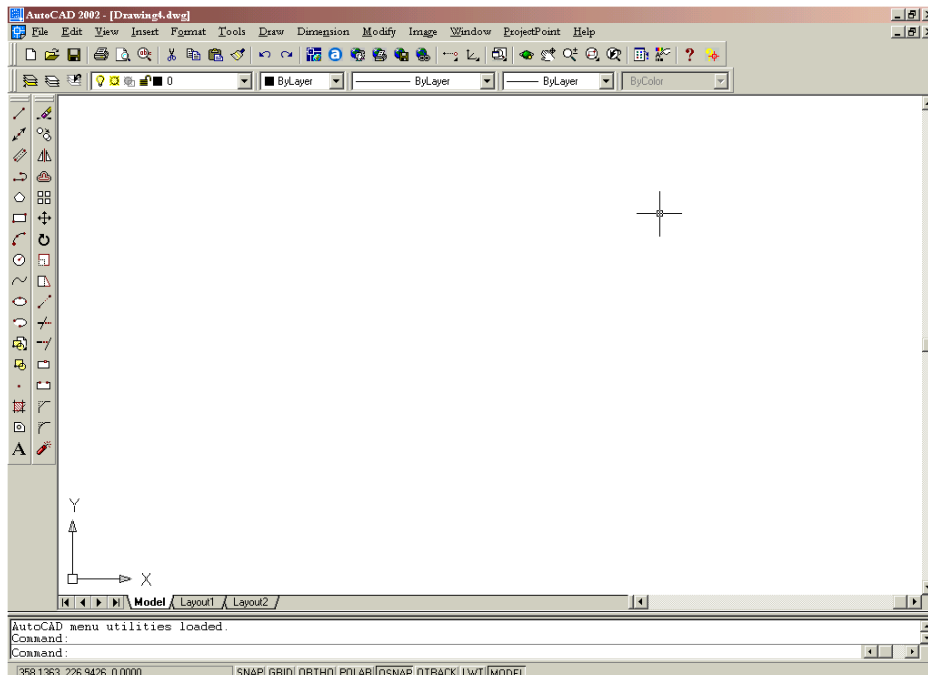 AutoCAD 2002 - [Drawing4.dwg]
File Edit View Insert Format Tools Draw Dimension Modify Image Window ProjectPoint Help
0 ByLayer ByLayer ByLayer ByColor
A
Y
X
Model Layout1 Layout2
AutoCAD menu utilities loaded.
Command:
Command:
358.1363, 226.9426, 0.0000 SNAP GRID ORTHO POLAR OSNAP OTRACK LWT MODEL